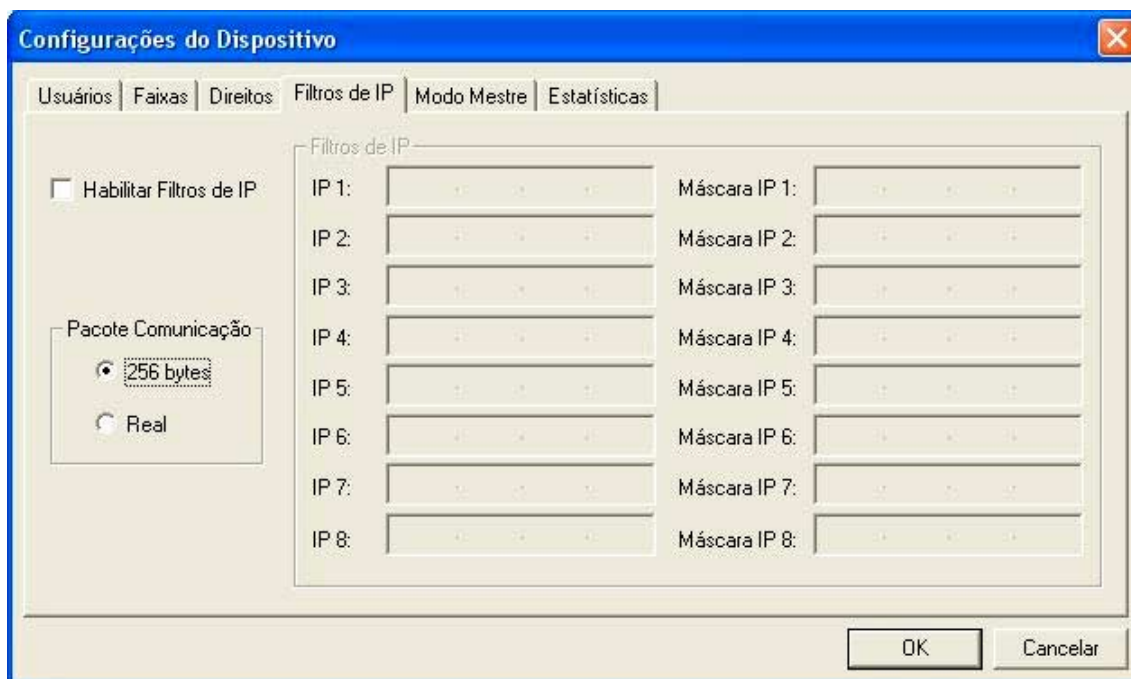 Configurações do Dispositivo
Usuários Faixas Direitos Filtros de IP Modo Mestre Estatísticas
Filtros de IP
Habilitar Filtros de IP
IP 1: Máscara IP 1:
IP 2: Máscara IP 2:
IP 3: Máscara IP 3:
Pacote Comunicação
IP 4: Máscara IP 4:
256 bytes
IP 5: Máscara IP 5:
Real
IP 6: Máscara IP 6:
IP 7: Máscara IP 7:
IP 8: Máscara IP 8:
OK Cancelar